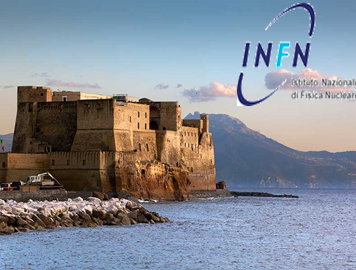 INFN
Istituto Nazionale
di Fisica Nucleare